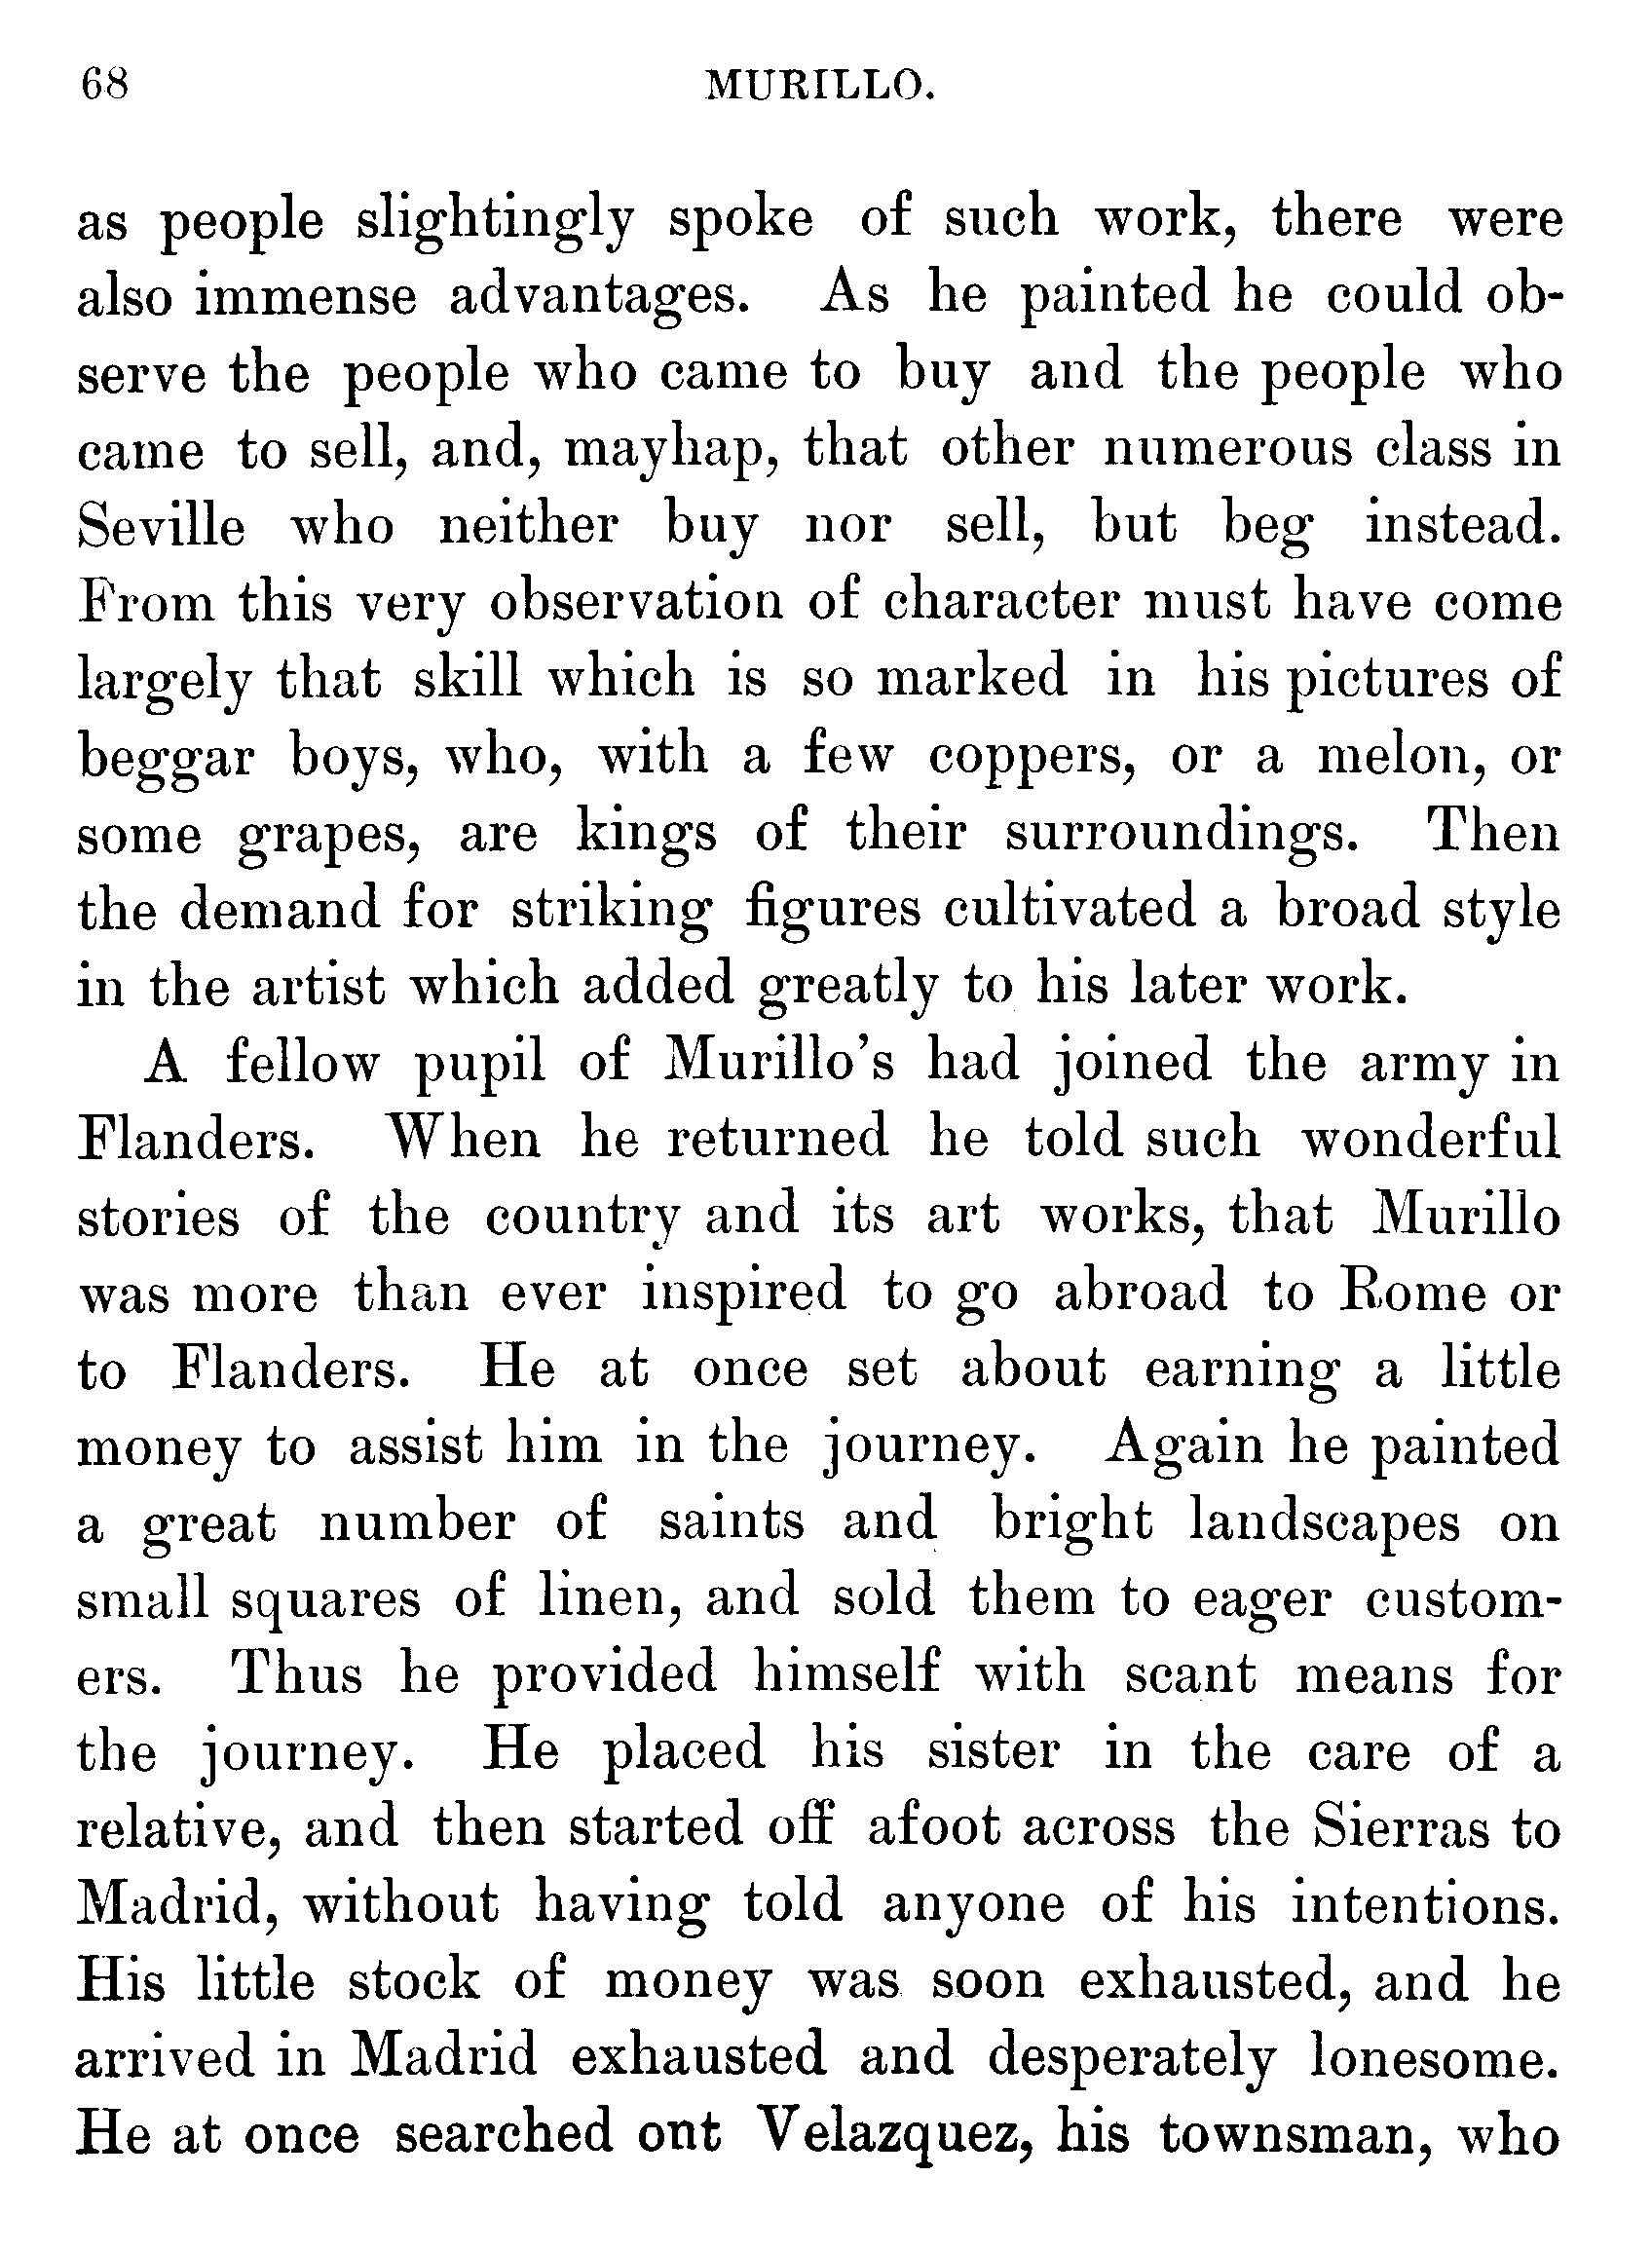 68
MURILLO.
as people slightingly spoke of such work, there were
also immense advantages. As he painted he could ob-
serve the people who came to buy and the people who
came to sell, and, mayhap, that other numerous class in
Seville who neither buy nor sell, but beg instead.
From this very observation of character must have come
largely that skill which is so marked in his pictures of
beggar boys, who, with a few coppers, or a melon, or
some grapes, are kings of their surroundings. Then
the demand for striking figures cultivated a broad style
in the artist which added greatly to his later work.
A fellow pupil of Murillo's had joined the army in
Flanders. When he returned he told such wonderful
stories of the country and its art works, that Murillo
was more than ever inspired to go abroad to Rome or
to Flanders. He at once set about earning a little
money to assist him in the journey. Again he painted
a great number of saints and bright landscapes on
small squares of linen, and sold them to eager custom-
ers. Thus he provided himself with scant means for
the journey. He placed his sister in the care of a
relative, and then started off afoot across the Sierras to
Madrid, without having told anyone of his intentions.
His little stock of money was soon exhausted, and he
arrived in Madrid exhausted and desperately lonesome.
He at once searched ont Velazquez, his townsman, who